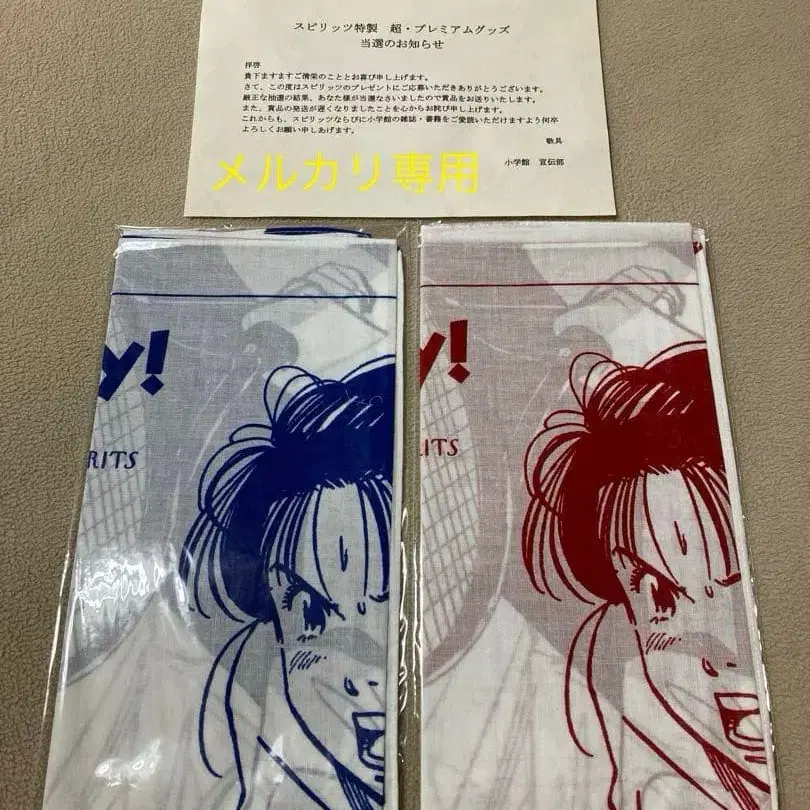 スピリッツ特製　超・プレミアムグッズ
当選のお知らせ
拝啓
貴下ますますご清栄のこととお喜び申し上げます。
さて、この度はスピリッツのプレゼントにご応募いただきありがとうございます。
厳正な抽選の結果、あなた様が当選なさいましたので賞品をお送りいたします。
また、賞品の発送が遅くなりましたことを心からお詫び申し上げます。
これからも、スピリッツならびに小学館の雑誌・書籍をご愛読いただけますよう何卒
よろしくお願い申しあげます。
敬具
小学館　宣伝部
メルカリ専用
y!
RITS
y!
ITS